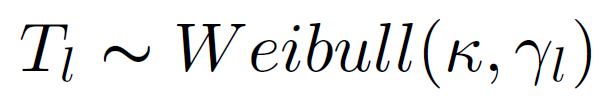 T_l ∼ Weibull(κ, γ_l)